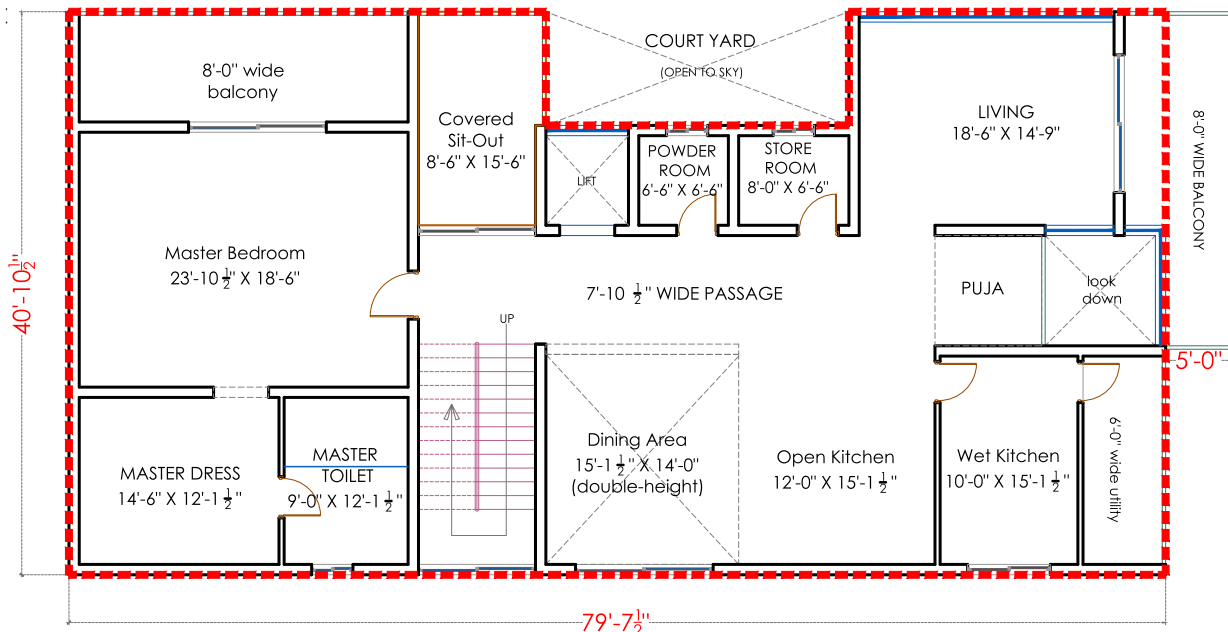 COURT YARD
(OPEN TO SKY)
8'-0" wide
balcony
Covered
Sit-Out
8'-6" X 15'-6"
LIVING
18'-6" X 14'-9"
8'-0" WIDE BALCONY
LIFT
POWDER
ROOM
6'-6" X 6'-6"
STORE
ROOM
8'-0" X 6'-6"
Master Bedroom
23'-10 1/2" X 18'-6"
40'-10 1/2"
7'-10 1/2" WIDE PASSAGE
PUJA
look
down
UP
5'-0"
Dining Area
15'-1 1/2" X 14'-0"
(double-height)
Open Kitchen
12'-0" X 15'-1 1/2"
Wet Kitchen
10'-0" X 15'-1 1/2"
6'-0" wide utility
MASTER DRESS
14'-6" X 12'-1 1/2"
MASTER
TOILET
9'-0" X 12'-1 1/2"
79'-7 1/2"